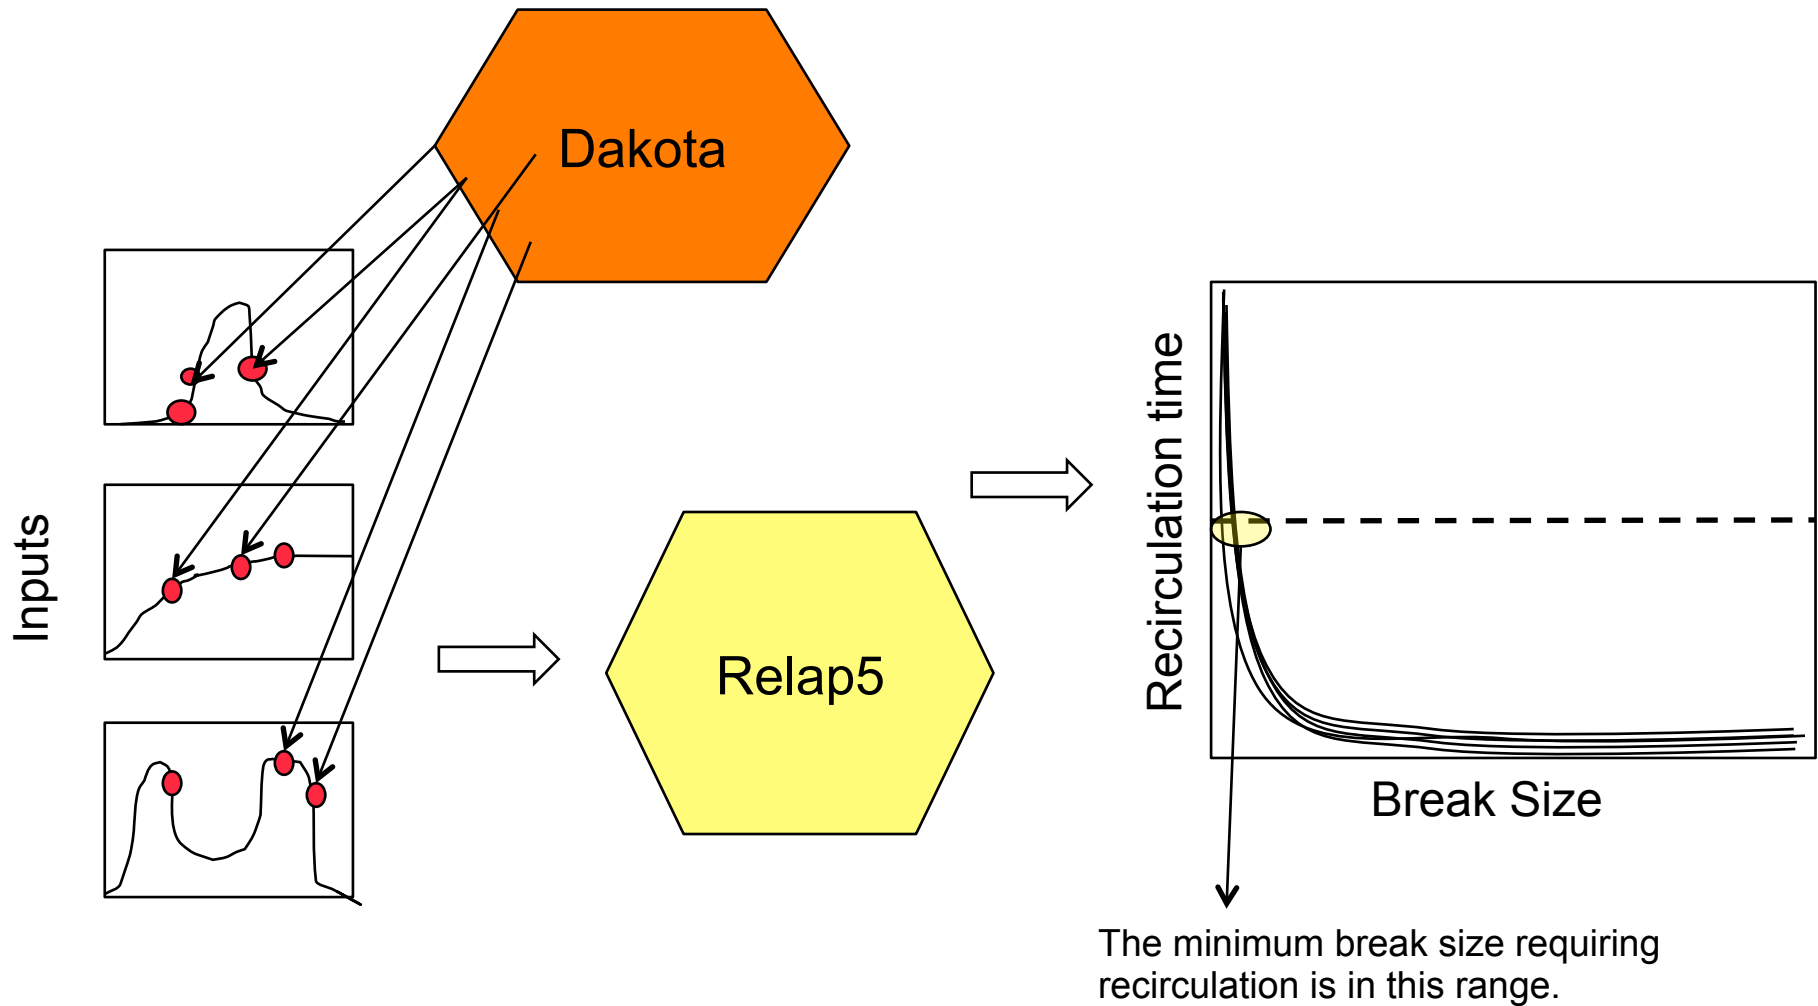 Dakota
Inputs
Relap5
Recirculation time
Break Size
The minimum break size requiring
recirculation is in this range.